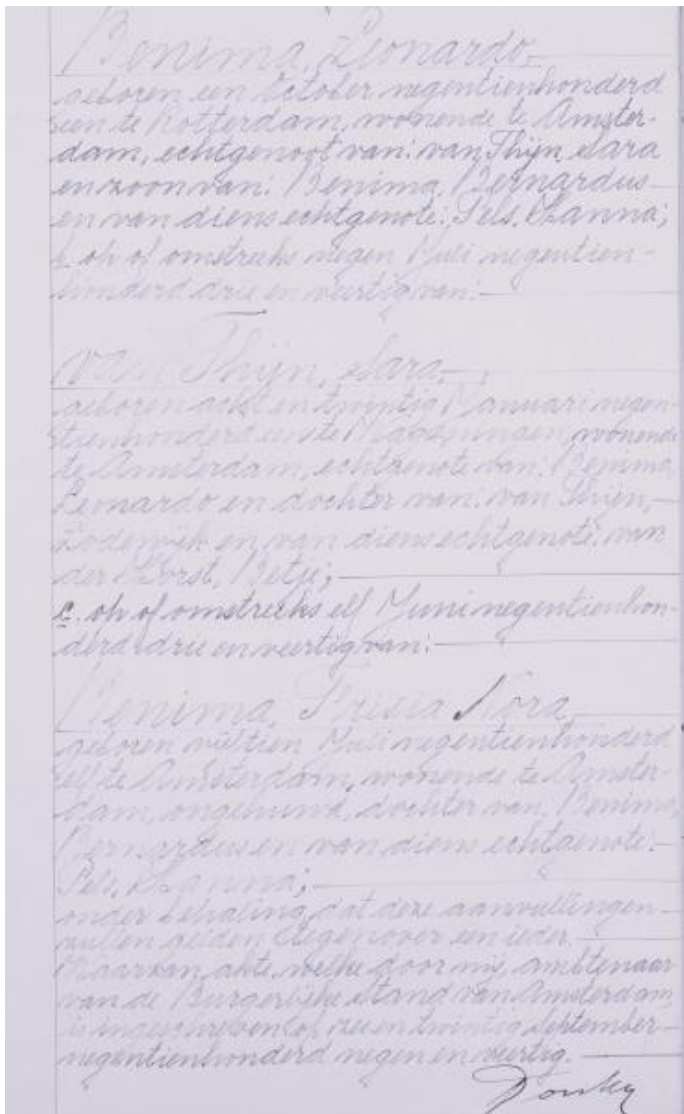 Benima, Leonardo,
geboren een October negentienhonderd
een te Rotterdam, wonende te Amster-
dam, echtgenoot van: van Thijn, Sara
en zoon van: Benima, Bernardus
en van diens echtgenote: Pels, Hanna;
b. op of omstreeks negen Juli negentien-
honderd drie en veertig van:
van Thijn, Sara,
geboren acht en twintig Januari negen-
tienhonderd een te Wageningen, wonende
te Amsterdam, echtgenote van: Benima,
Leonardo en dochter van: van Thijn,
Lodewijk en van diens echtgenote: van
der Horst, Betje;
c. op of omstreeks elf Juni negentienhon-
derd drie en veertig van:
Benima, Frisia Nora,
geboren vijftien Juli negentienhonderd
elf te Amsterdam, wonende te Amster-
dam, ongehuwd, dochter van: Benima,
Bernardus en van diens echtgenote:
Pels, Hanna;
onder bepaling, dat deze aanvullingen
zullen gelden tegenover een ieder.
Waarvan akte, welke door mij, ambtenaar
van de Burgerlijke Stand van Amsterdam
is ingeschreven op en twintig September
negentienhonderd negen en veertig.